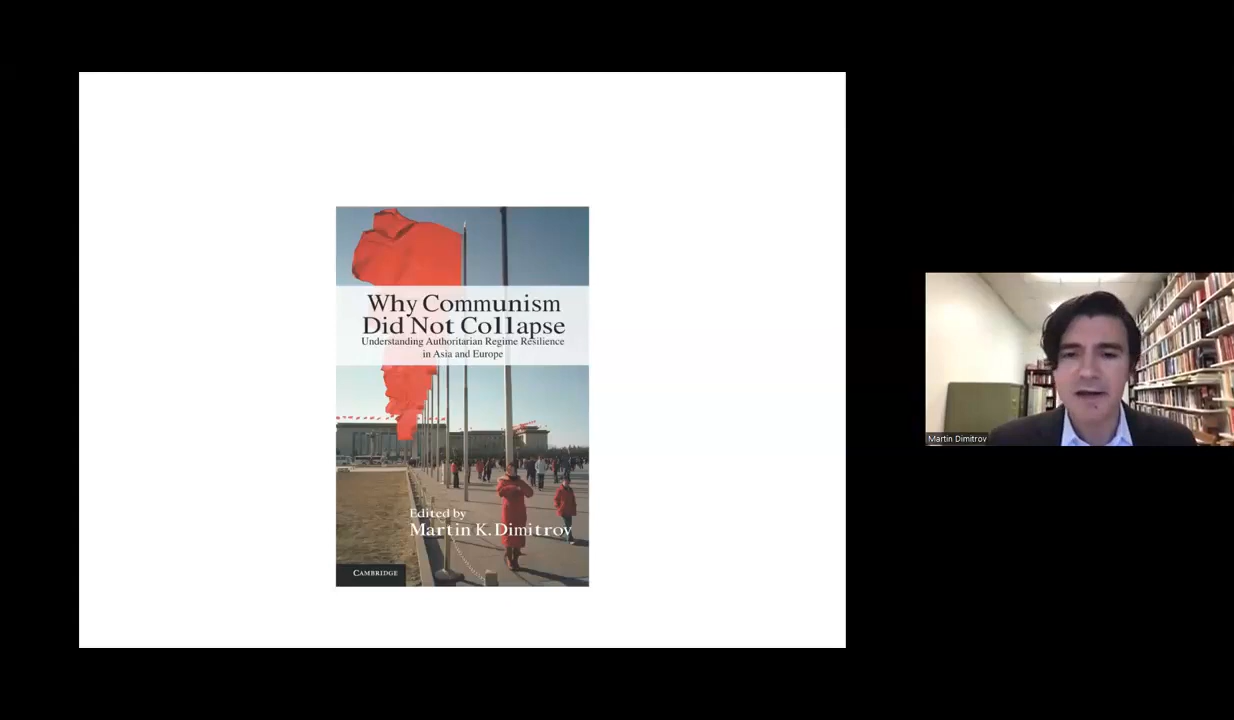 Why Communism
Did Not Collapse
Understanding Authoritarian Regime Resilience
in Asia and Europe
Edited by
Martin K. Dimitrov
CAMBRIDGE
Martin Dimitrov